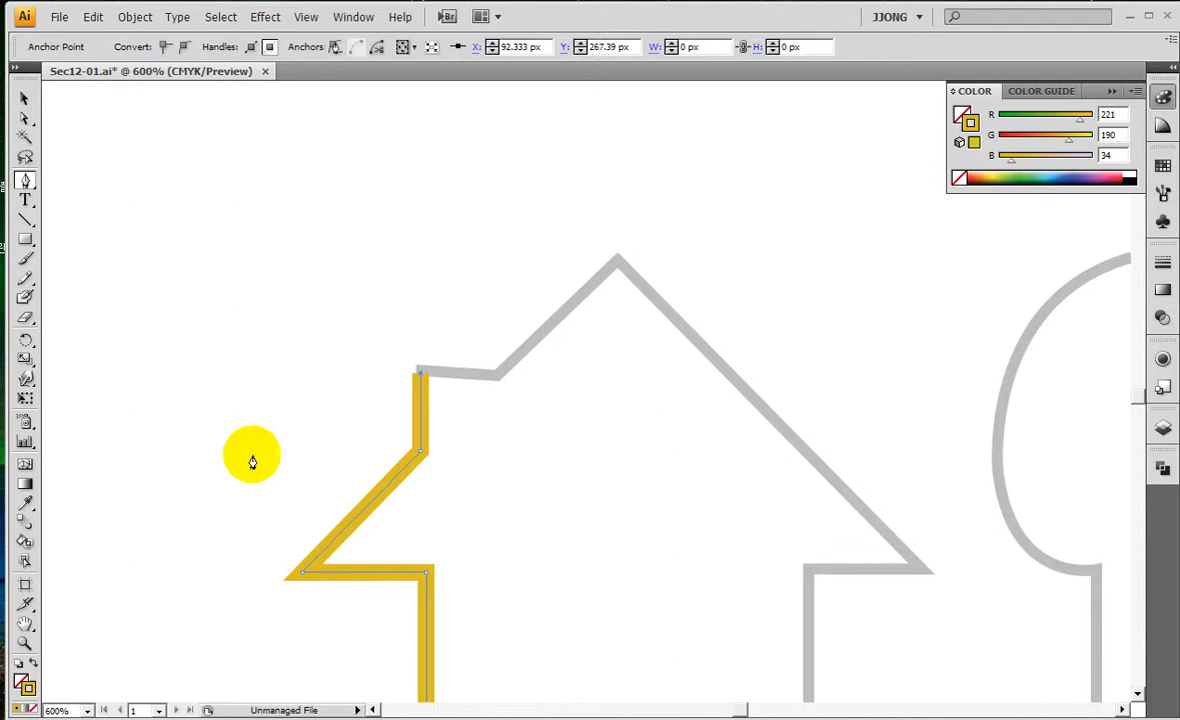 Ai File Edit Object Type Select Effect View Window Help Br JJONG
Anchor Point Convert: Handles: Anchors: X: 92.333 px Y: 267.39 px W: 0 px H: 0 px
Sec12-01.ai* @ 600% (CMYK/Preview) ×
COLOR COLOR GUIDE
R 221
G 190
B 34
T
600% 1 Unmanaged File